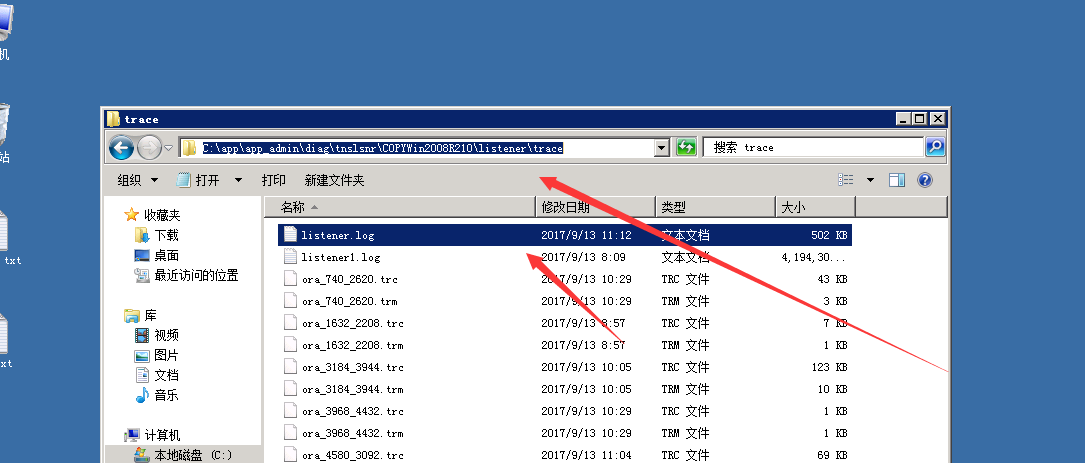 机
站
txt
txt
trace
C:\app\app_admin\diag\tnslsnr\COPYWin2008R210\listener\trace
搜索 trace
组织 打开 打印 新建文件夹
名称 修改日期 类型 大小
收藏夹
下载
桌面
最近访问的位置
库
视频
图片
文档
音乐
计算机
本地磁盘 (C:)
listener.log 2017/9/13 11:12 文本文档 502 KB
listener1.log 2017/9/13 8:09 文本文档 4,194,30...
ora_740_2620.trc 2017/9/13 10:29 TRC 文件 43 KB
ora_740_2620.trm 2017/9/13 10:29 TRM 文件 3 KB
ora_1632_2208.trc 2017/9/13 8:57 TRC 文件 7 KB
ora_1632_2208.trm 2017/9/13 8:57 TRM 文件 1 KB
ora_3184_3944.trc 2017/9/13 10:05 TRC 文件 123 KB
ora_3184_3944.trm 2017/9/13 10:05 TRM 文件 10 KB
ora_3968_4432.trc 2017/9/13 10:29 TRC 文件 1 KB
ora_3968_4432.trm 2017/9/13 10:29 TRM 文件 1 KB
ora_4580_3092.trc 2017/9/13 11:04 TRC 文件 69 KB